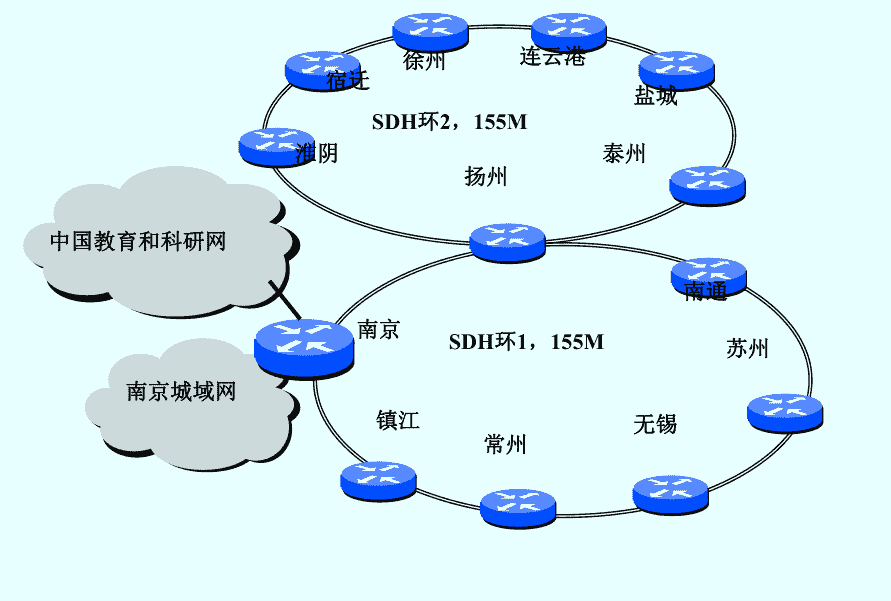 徐州
连云港
宿迁
盐城
SDH环2，155M
淮阴
泰州
扬州
中国教育和科研网
南通
南京
SDH环1，155M
苏州
南京城域网
镇江
无锡
常州